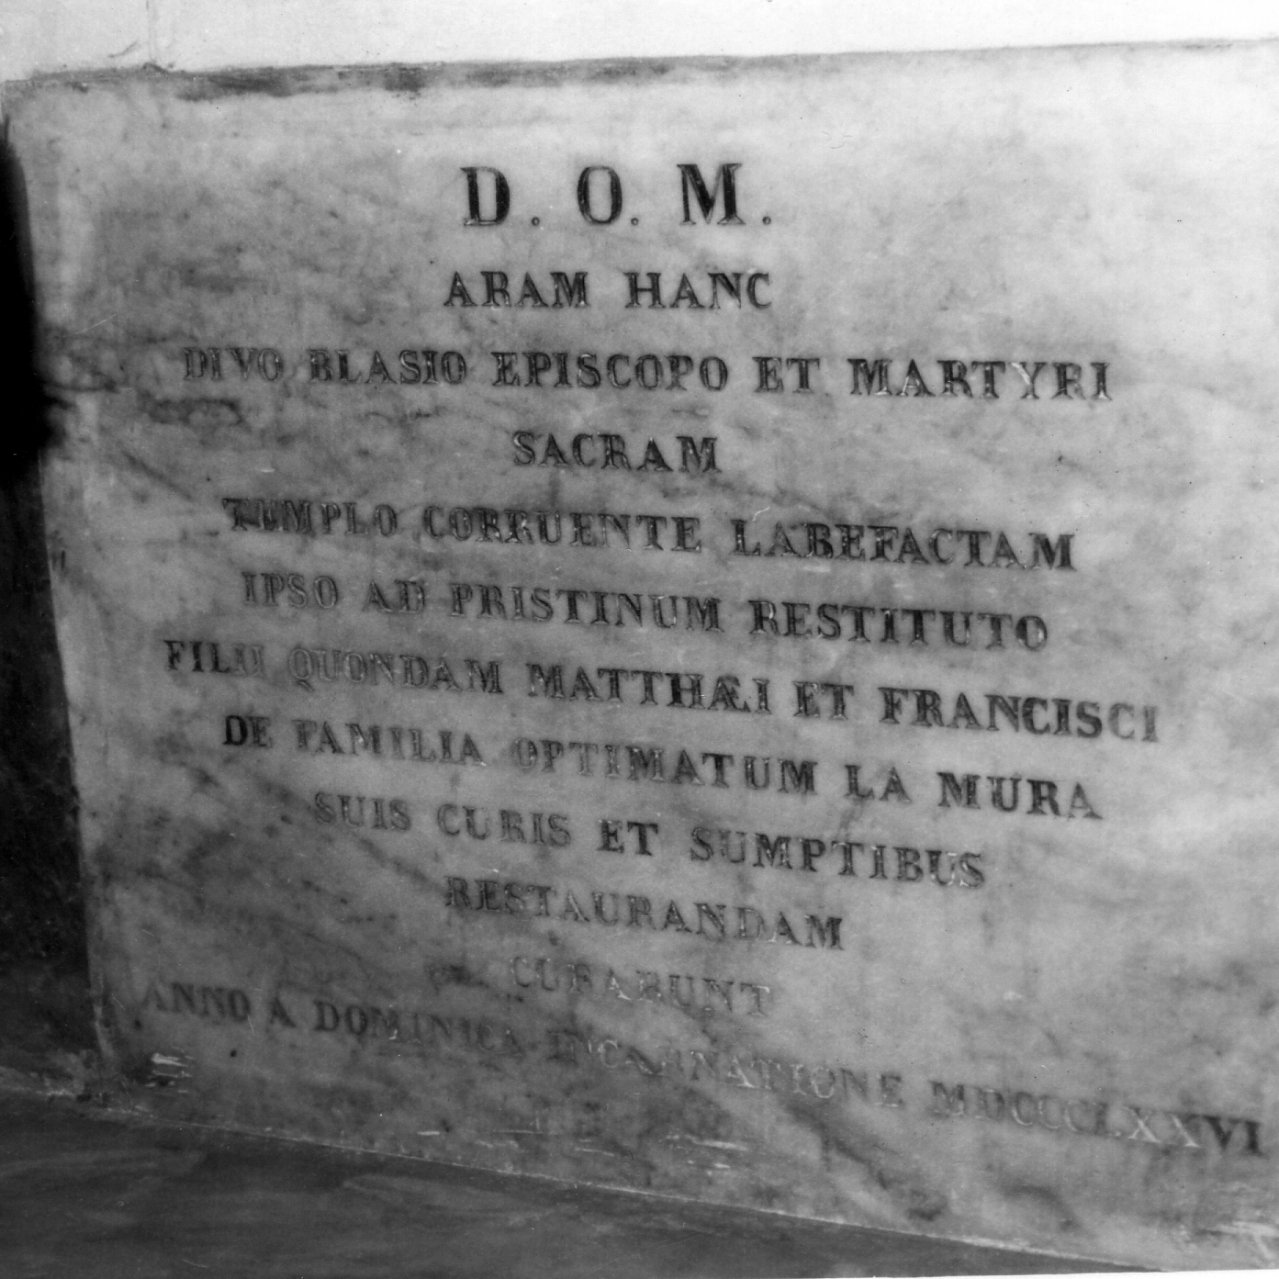 D. O. M.
ARAM HANC
DIVO BLASIO EPISCOPO ET MARTYRI
SACRAM
TEMPLO CORRUENTE LABEFACTAM
IPSO AD PRISTINUM RESTITUTO
FILII QUONDAM MATTHÆI ET FRANCISCI
DE FAMILIA OPTIMATUM LA MURA
SUIS CURIS ET SUMPTIBUS
RESTAURANDAM
CURABUNT
ANNO A DOMINICA INCARNATIONE MDCCCLXXVI